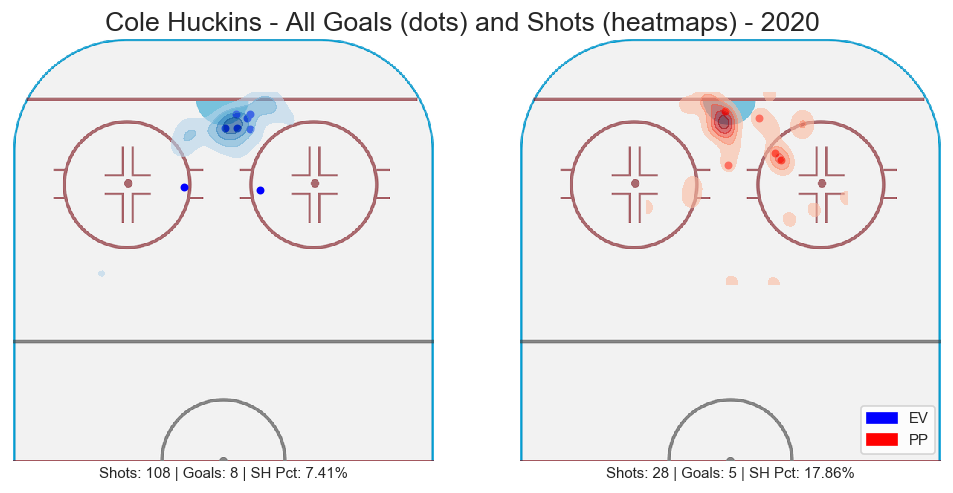 Cole Huckins - All Goals (dots) and Shots (heatmaps) - 2020
EV
PP
Shots: 108 | Goals: 8 | SH Pct: 7.41%
Shots: 28 | Goals: 5 | SH Pct: 17.86%